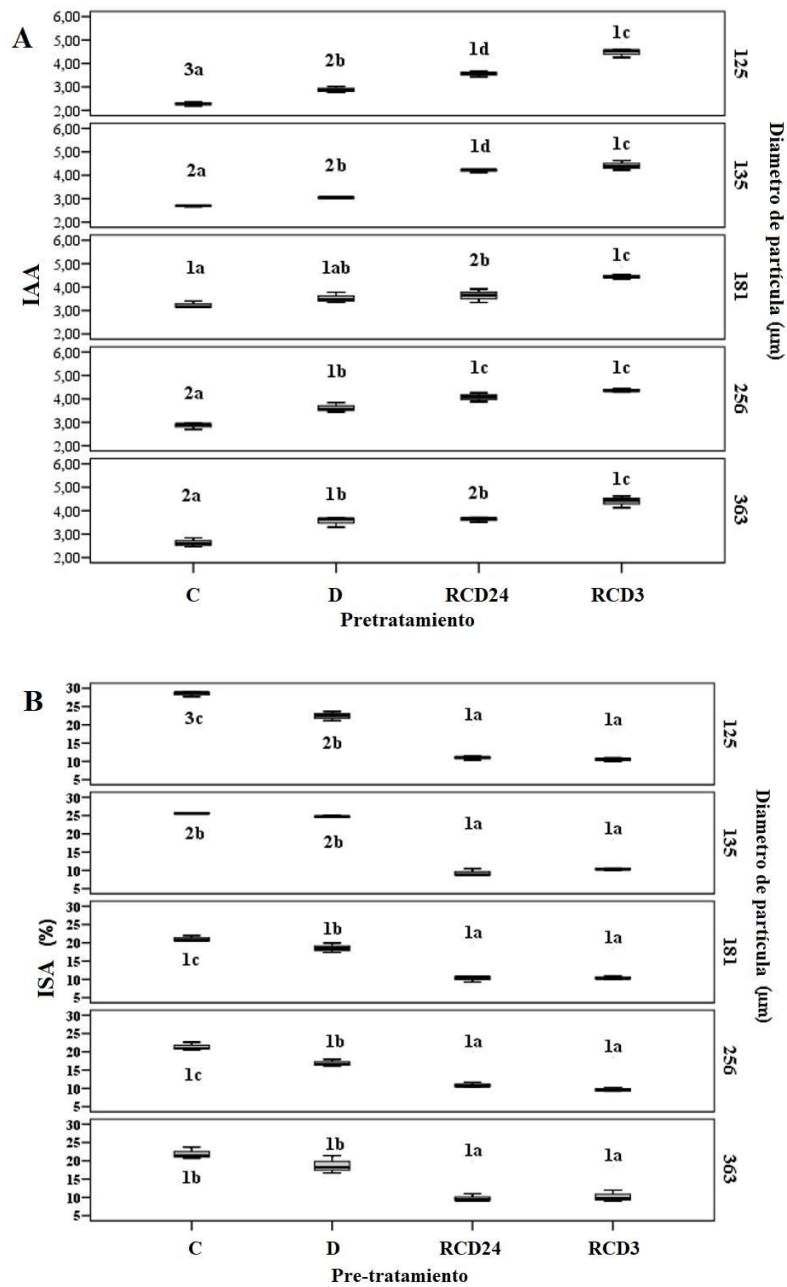 A
6,00
5,00
4,00
3,00
2,00
3a
2b
1d
1c
125
6,00
5,00
4,00
3,00
2,00
2a
2b
1d
1c
135
6,00
5,00
4,00
3,00
2,00
1a
1ab
2b
1c
181
6,00
5,00
4,00
3,00
2,00
2a
1b
1c
1c
256
6,00
5,00
4,00
3,00
2,00
2a
1b
2b
1c
363
IAA
Diametro de partícula (µm)
C D RCD24 RCD3
Pretratamiento
B
30
25
20
15
10
5
3c
2b
1a
1a
125
30
25
20
15
10
5
2b
2b
1a
1a
135
30
25
20
15
10
5
1c
1b
1a
1a
181
30
25
20
15
10
5
1c
1b
1a
1a
256
30
25
20
15
10
5
1b
1b
1a
1a
363
ISA (%)
Diametro de partícula (µm)
C D RCD24 RCD3
Pre-tratamiento